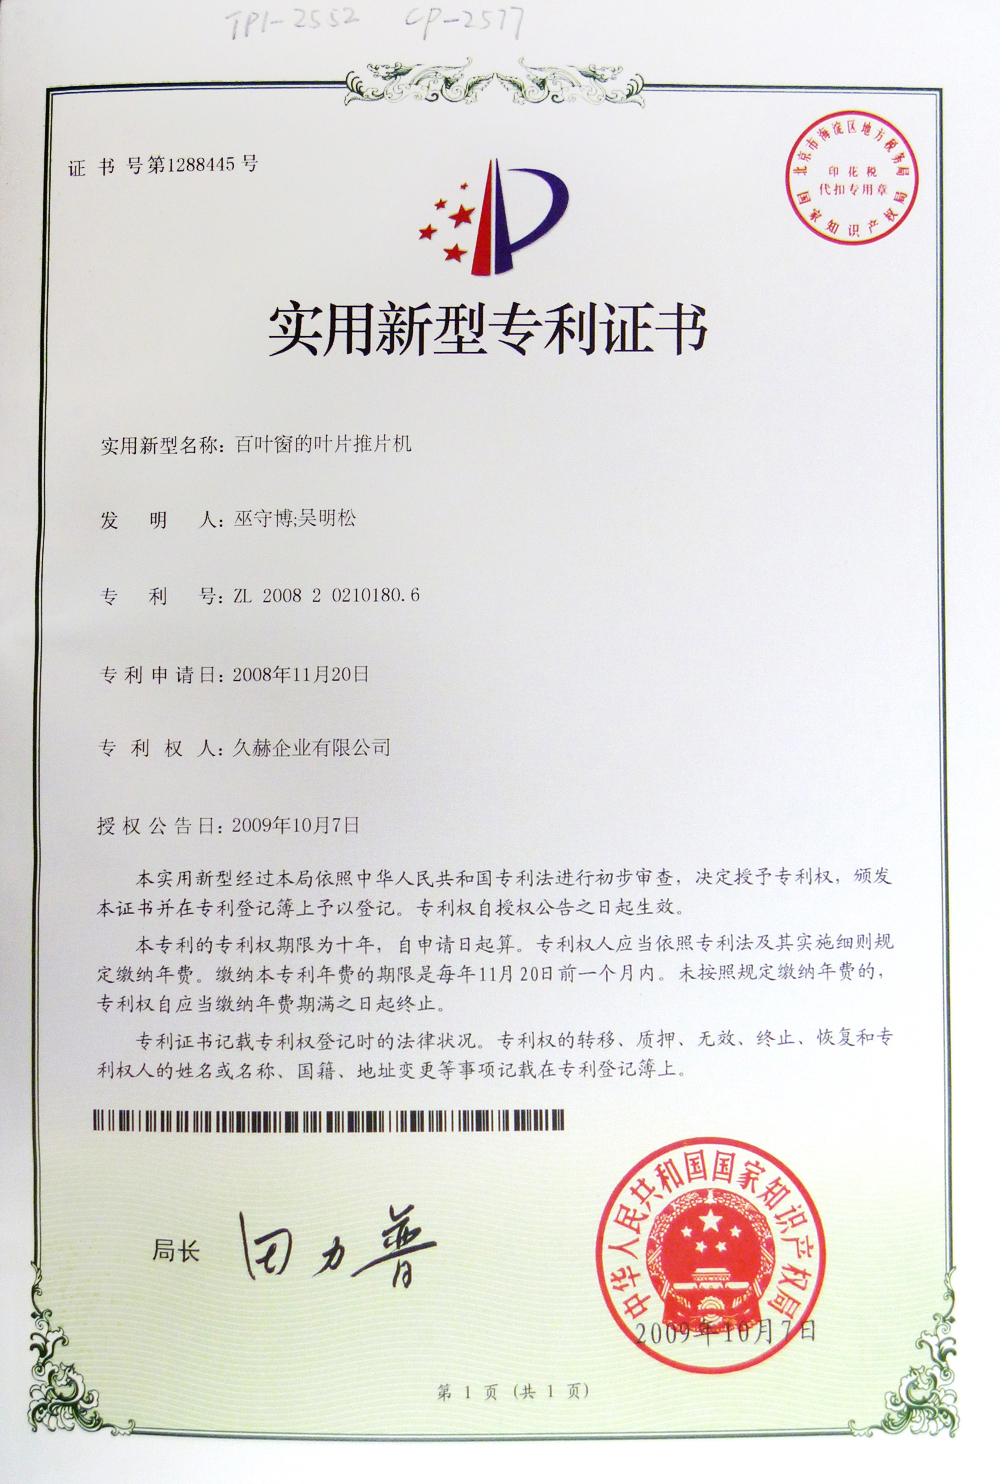 TP1-2552 CP-2577
证书号第1288445号
北京市海淀区地方税务局
印花税
代扣专用章
国家知识产权局
实用新型专利证书
实用新型名称：百叶窗的叶片推片机
发明人：巫守博;吴明松
专利号：ZL 2008 2 0210180.6
专利申请日：2008年11月20日
专利权人：久赫企业有限公司
授权公告日：2009年10月7日
本实用新型经过本局依照中华人民共和国专利法进行初步审查，决定授予专利权，颁发
本证书并在专利登记簿上予以登记。专利权自授权公告之日起生效。
本专利的专利权期限为十年，自申请日起算。专利权人应当依照专利法及其实施细则规
定缴纳年费。缴纳本专利年费的期限是每年11月20日前一个月内。未按照规定缴纳年费的，
专利权自应当缴纳年费期满之日起终止。
专利证书记载专利权登记时的法律状况。专利权的转移、质押、无效、终止、恢复和专
利权人的姓名或名称、国籍、地址变更等事项记载在专利登记簿上。
局长 田力普
中华人民共和国国家知识产权局
2009年10月7日
第 1 页 (共 1 页)